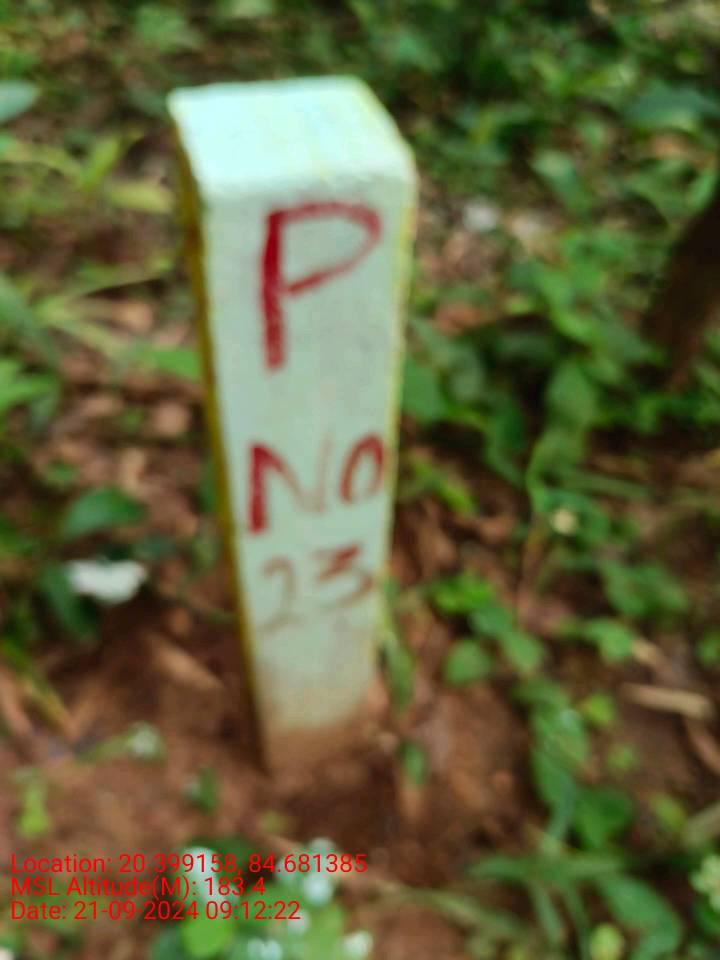 P
No
23
Location: 20.399158, 84.681385
MSL Altitude(M): 183.4
Date: 21-09-2024 09:12:22